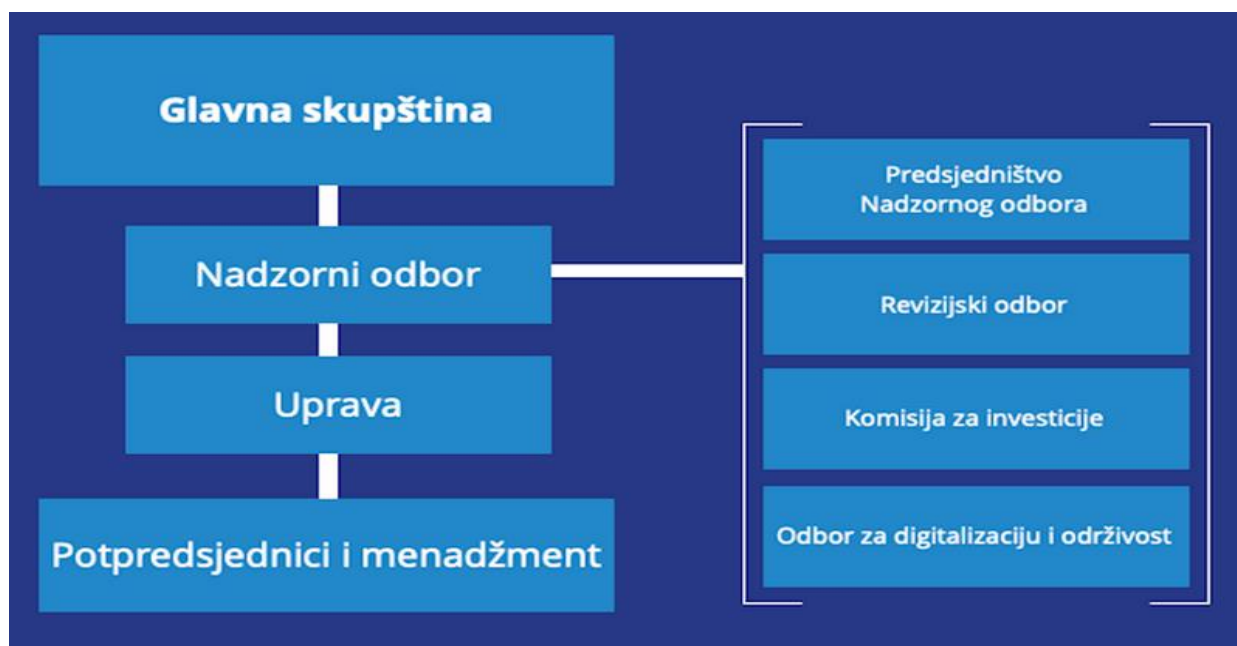 Glavna skupština
Nadzorni odbor
Uprava
Potpredsjednici i menadžment
Predsjedništvo
Nadzornog odbora
Revizijski odbor
Komisija za investicije
Odbor za digitalizaciju i održivost